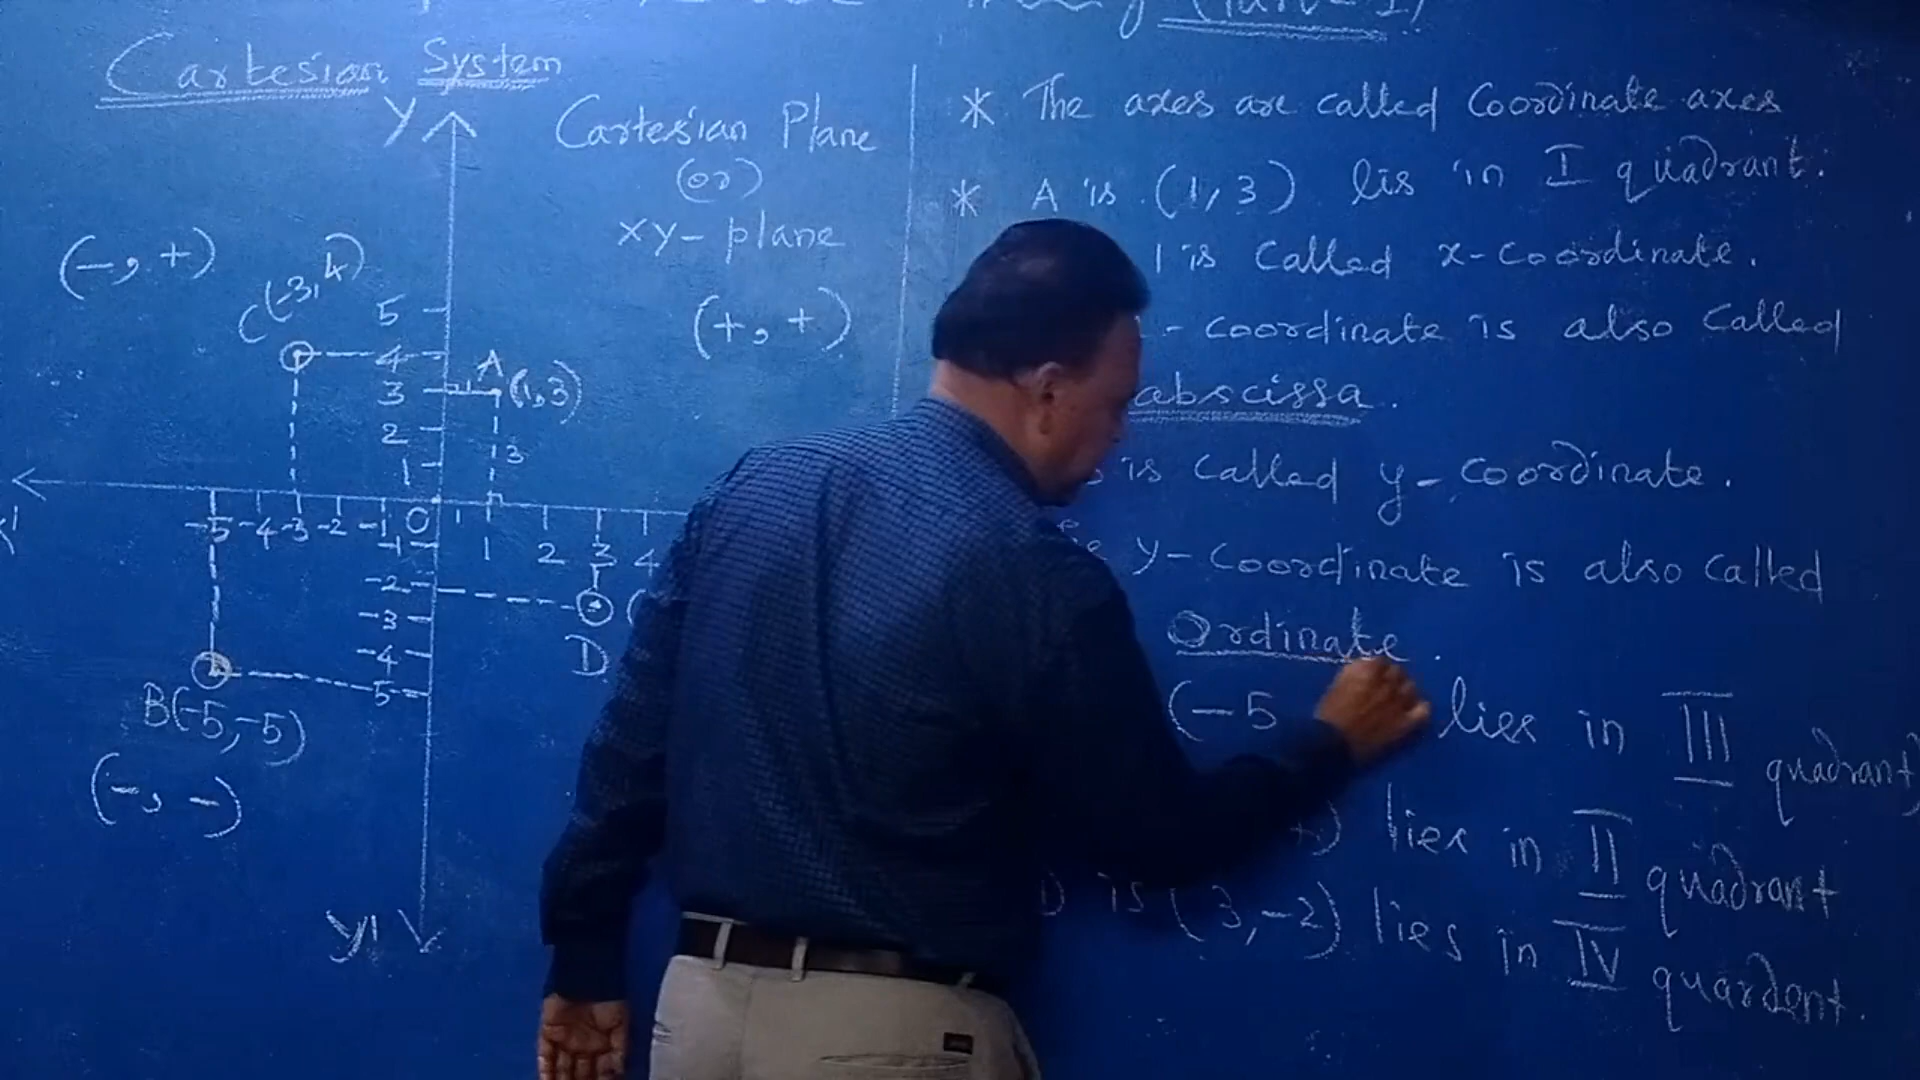 (Part-I)
Cartesian System
Y
Cartesian Plane
(or)
xy-plane
(-, +)
(+, +)
C(-3, 4)
5
4
3
2
1
A
(1,3)
3
-5 -4 -3 -2 -1 O 1 2 3 4
-1
-2
-3
-4
-5
D
B(-5,-5)
(-, -)
Y|
* The axes are called Coordinate axes
* A is (1, 3) lis in I quadrant.
1 is called x-coordinate.
-coordinate is also called
abscissa.
is called y-coordinate.
y-coordinate is also called
Ordinate.
(-5 lies in III quadrant
) lies in II quadrant
D is (3,-2) lies in IV quardant.